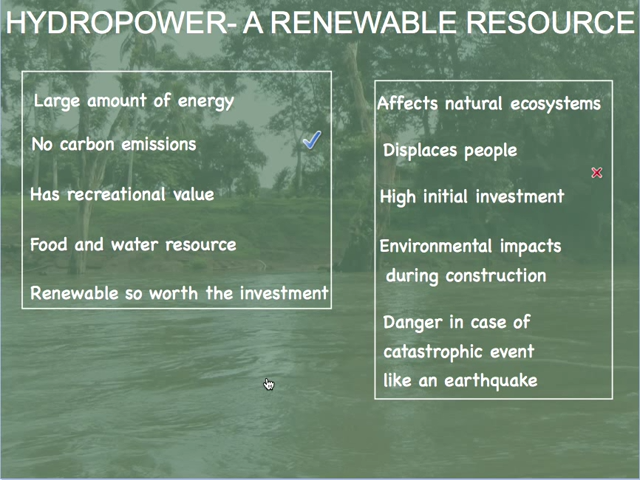 HYDROPOWER- A RENEWABLE RESOURCE
Large amount of energy
No carbon emissions
Has recreational value
Food and water resource
Renewable so worth the investment
Affects natural ecosystems
Displaces people
High initial investment
Environmental impacts
during construction
Danger in case of
catastrophic event
like an earthquake